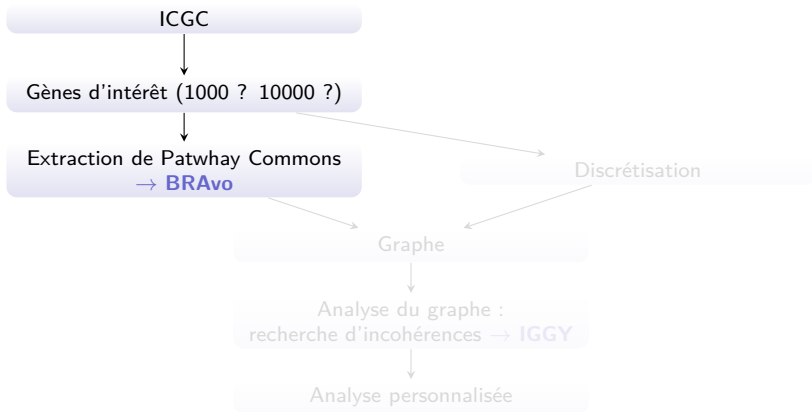 ICGC
Gènes d'intérêt (1000 ? 10000 ?)
Extraction de Patwhay Commons
→ BRAvo
Discrétisation
Graphe
Analyse du graphe :
recherche d'incohérences → IGGY
Analyse personnalisée